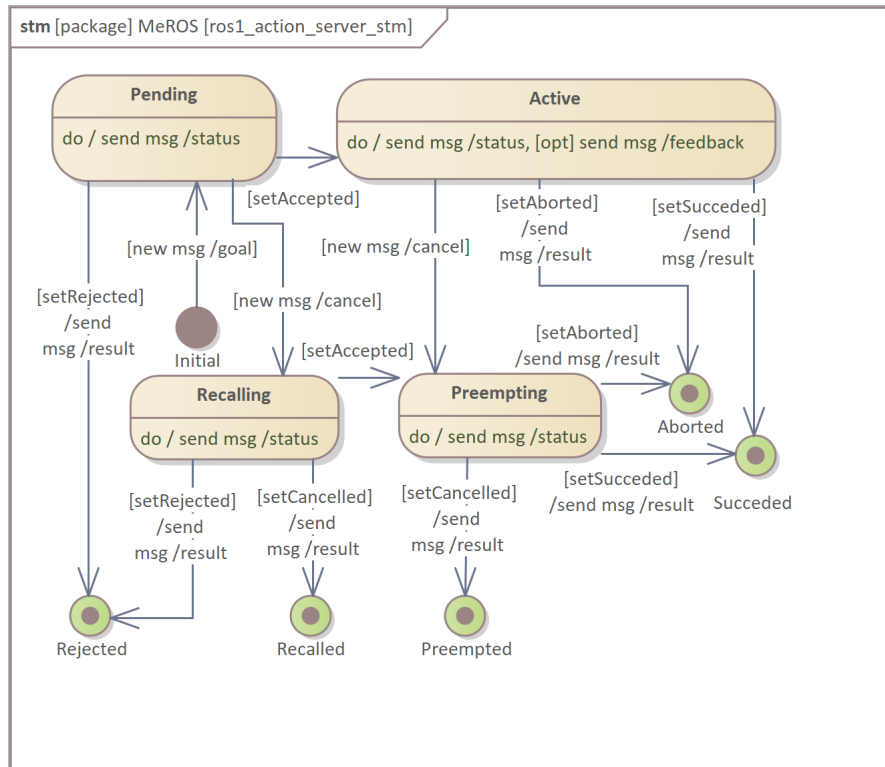 stm [package] MeROS [ros1_action_server_stm]
Pending
do / send msg /status
Active
do / send msg /status, [opt] send msg /feedback
[setAccepted]
[new msg /goal]
[new msg /cancel]
[setAborted]
/send
msg /result
[setSucceded]
/send
msg /result
[setRejected]
/send
msg /result
[new msg /cancel]
Initial
[setAccepted]
[setAborted]
/send msg /result
Recalling
do / send msg /status
Preempting
do / send msg /status
Aborted
[setSucceded]
/send msg /result
Succeded
[setRejected]
/send
msg /result
[setCancelled]
/send
msg /result
[setCancelled]
/send
msg /result
Rejected
Recalled
Preempted